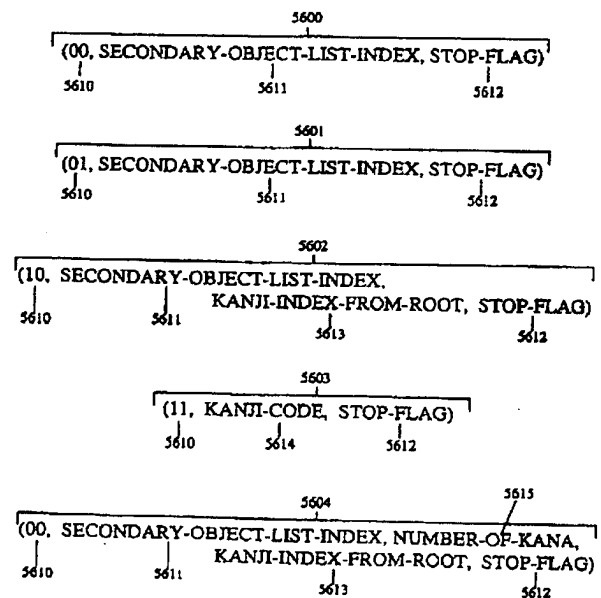 5600
(00, SECONDARY-OBJECT-LIST-INDEX, STOP-FLAG)
5610 5611 5612
5601
(01, SECONDARY-OBJECT-LIST-INDEX, STOP-FLAG)
5610 5611 5612
5602
(10, SECONDARY-OBJECT-LIST-INDEX,
KANJI-INDEX-FROM-ROOT, STOP-FLAG)
5610 5611 5613 5612
5603
(11, KANJI-CODE, STOP-FLAG)
5610 5614 5612
5604 5615
(00, SECONDARY-OBJECT-LIST-INDEX, NUMBER-OF-KANA,
KANJI-INDEX-FROM-ROOT, STOP-FLAG)
5610 5611 5613 5612